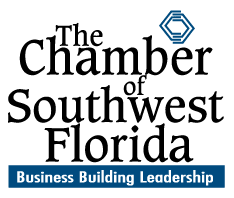 The
Chamber
of
Southwest
Florida
Business Building Leadership